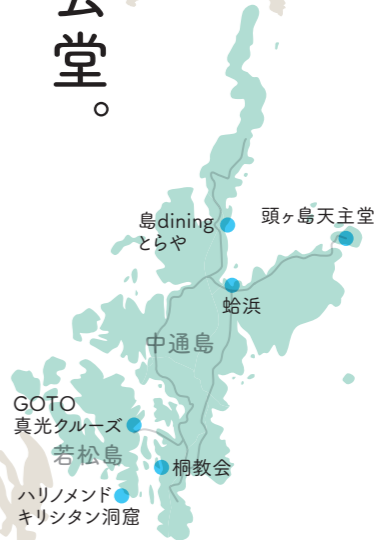 堂。
島dining
とらや
頭ヶ島天主堂
蛤浜
中通島
GOTO
真光クルーズ
若松島
桐教会
ハリノメンド
キリシタン洞窟